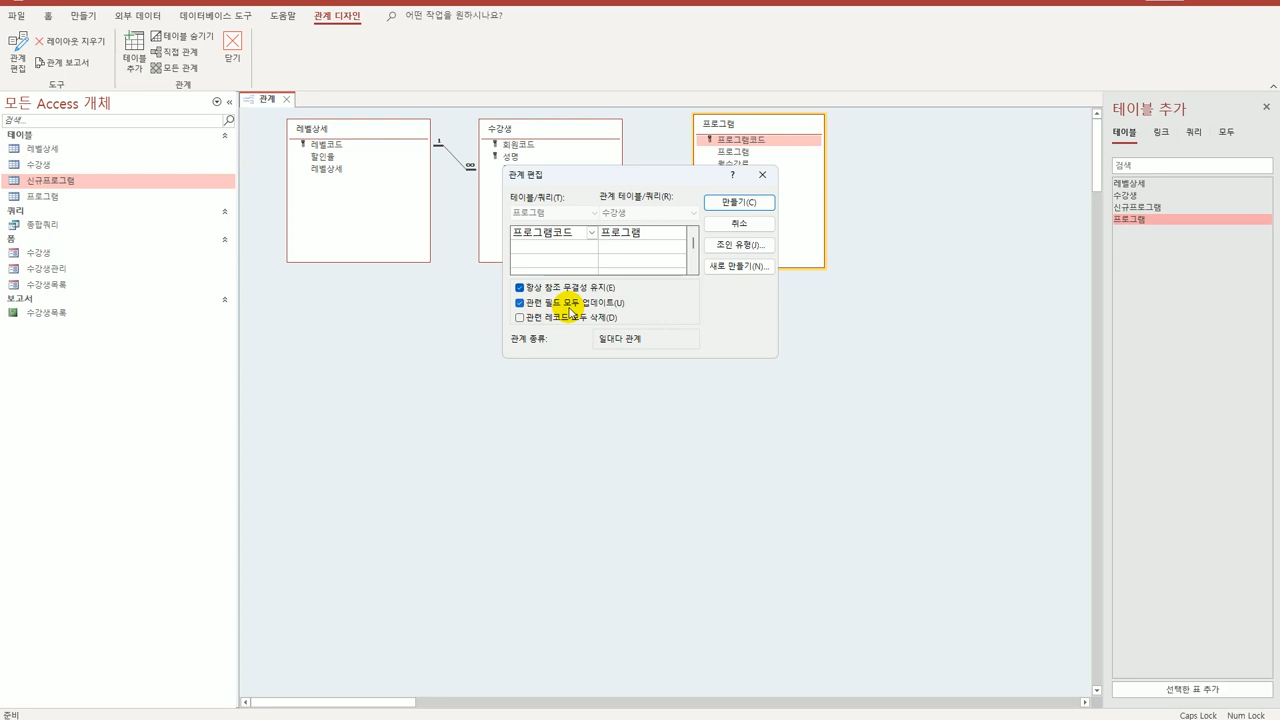 파일 홈 만들기 외부 데이터 데이터베이스 도구 도움말 관계 디자인 어떤 작업을 원하시나요?
관계 편집
레이아웃 지우기
관계 보고서
도구
테이블 추가
테이블 숨기기
직접 관계
모든 관계
닫기
관계
모든 Access 개체
검색...
테이블
레벨상세
수강생
신규프로그램
프로그램
쿼리
종합쿼리
폼
수강생
수강생관리
수강생목록
보고서
수강생목록
관계
레벨상세
레벨코드
할인율
레벨상세
1
∞
수강생
회원코드
성명
프로그램
프로그램코드
프로그램
월수강료
관계 편집
?
테이블/쿼리(T): 관계 테이블/쿼리(R):
프로그램 수강생
프로그램코드 프로그램
항상 참조 무결성 유지(E)
관련 필드 모두 업데이트(U)
관련 레코드 모두 삭제(D)
관계 종류: 일대다 관계
만들기(C)
취소
조인 유형(J)...
새로 만들기(N)...
테이블 추가
테이블 링크 쿼리 모두
검색
레벨상세
수강생
신규프로그램
프로그램
선택한 표 추가
준비
Caps Lock Num Lock